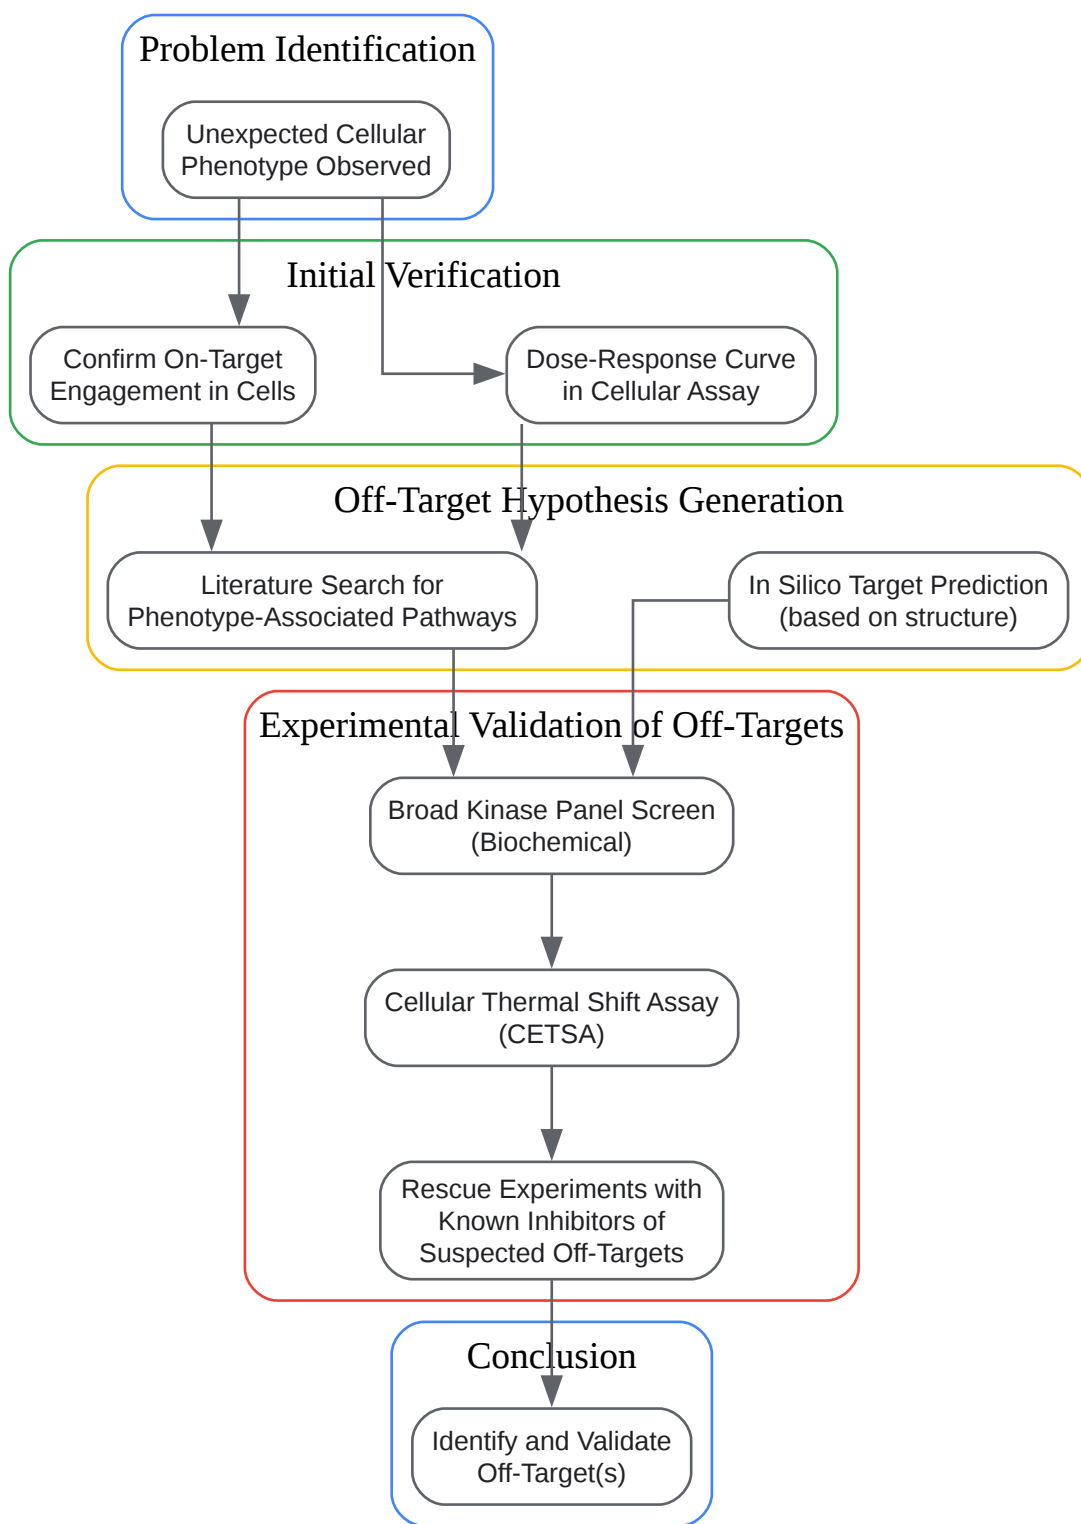 Problem Identification
Unexpected Cellular
Phenotype Observed
Initial Verification
Confirm On-Target
Engagement in Cells
Dose-Response Curve
in Cellular Assay
Off-Target Hypothesis Generation
Literature Search for
Phenotype-Associated Pathways
In Silico Target Prediction
(based on structure)
Experimental Validation of Off-Targets
Broad Kinase Panel Screen
(Biochemical)
Cellular Thermal Shift Assay
(CETSA)
Rescue Experiments with
Known Inhibitors of
Suspected Off-Targets
Conclusion
Identify and Validate
Off-Target(s)